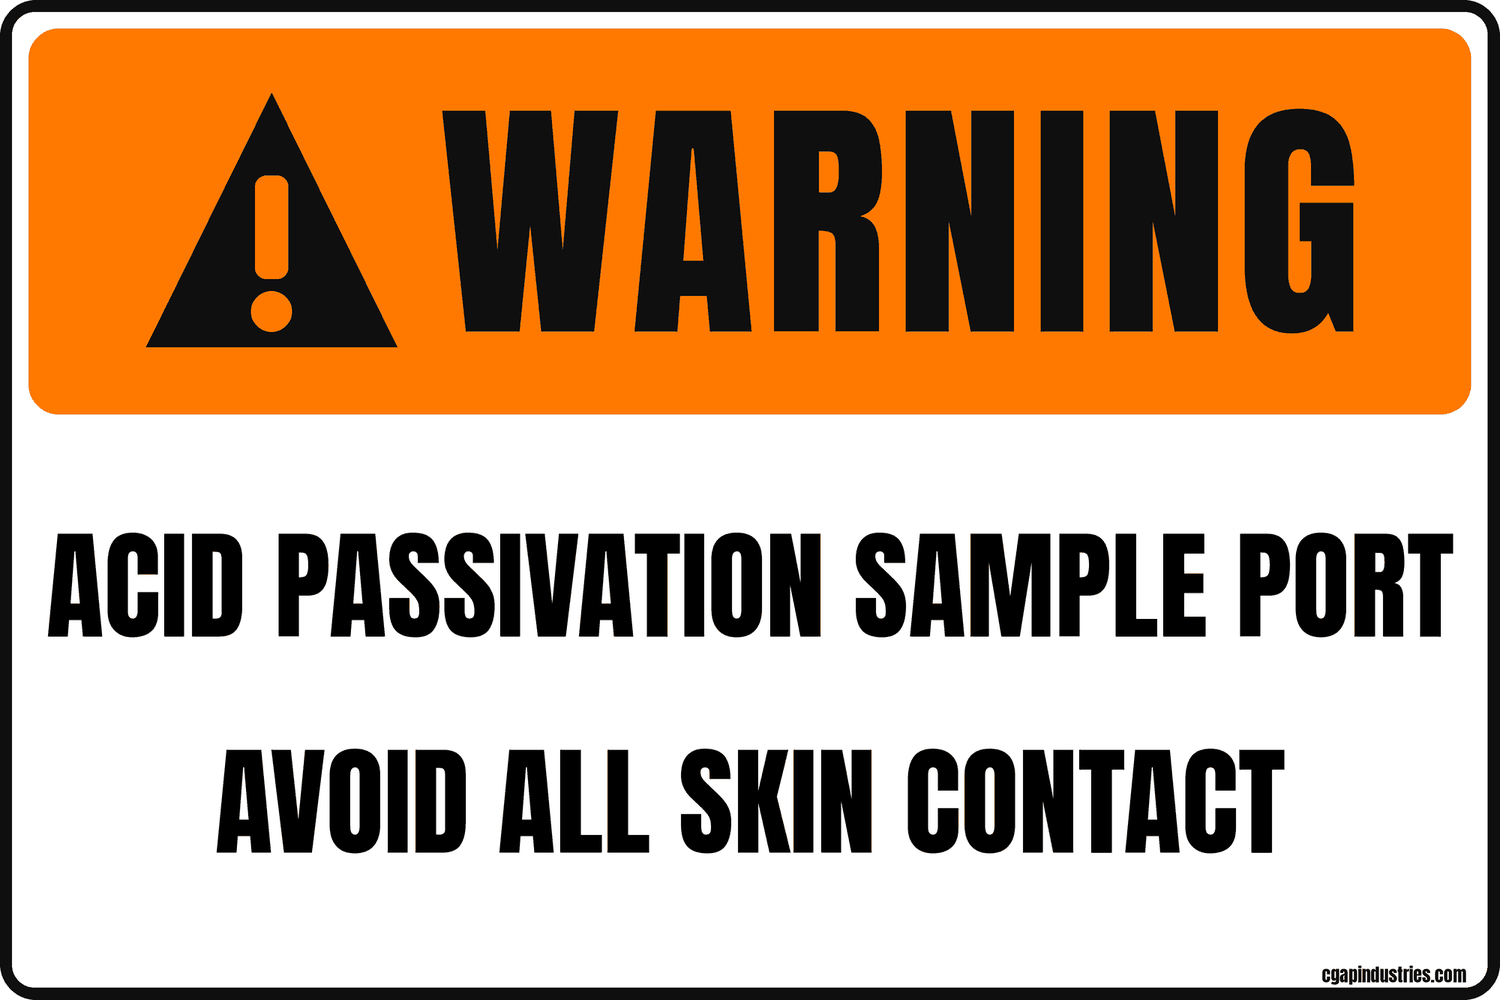 WARNING
ACID PASSIVATION SAMPLE PORT
AVOID ALL SKIN CONTACT
cgapindustries.com